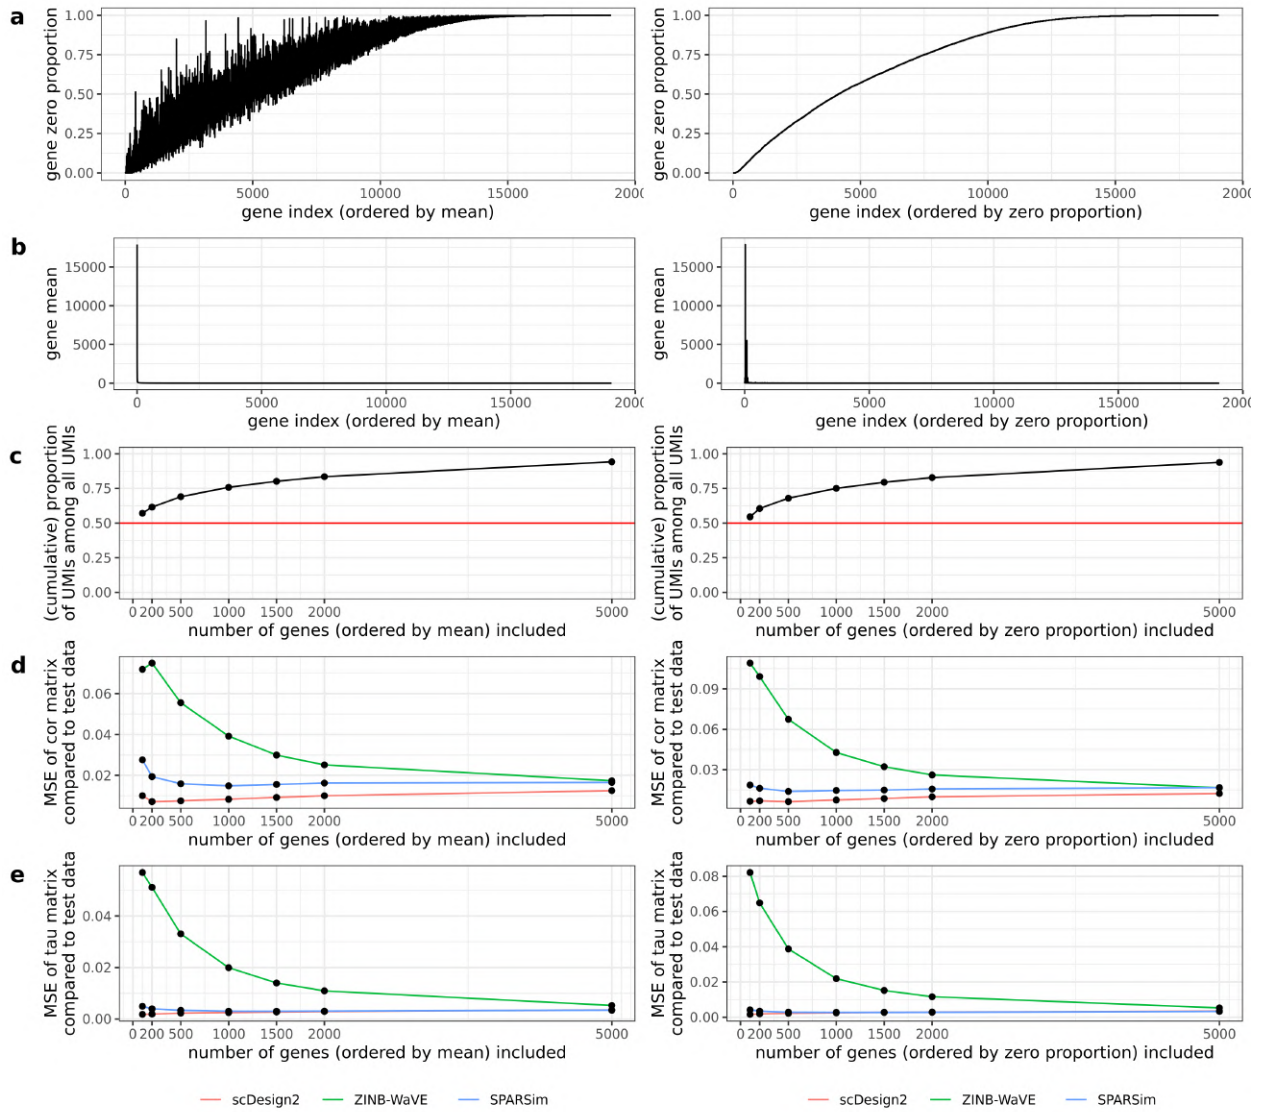 a
gene zero proportion
1.00
0.75
0.50
0.25
0.00
0 5000 10000 15000 2000
gene index (ordered by mean)
gene zero proportion
1.00
0.75
0.50
0.25
0.00
0 5000 10000 15000 200
gene index (ordered by zero proportion)
b
gene mean
15000
10000
5000
0
0 5000 10000 15000 2000
gene index (ordered by mean)
gene mean
15000
10000
5000
0
0 5000 10000 15000 200
gene index (ordered by zero proportion)
c
(cumulative) proportion
of UMIs among all UMIs
1.00
0.75
0.50
0.25
0.00
0 200 500 1000 1500 2000 5000
number of genes (ordered by mean) included
(cumulative) proportion
of UMIs among all UMIs
1.00
0.75
0.50
0.25
0.00
0 200 500 1000 1500 2000 5000
number of genes (ordered by zero proportion) included
d
MSE of cor matrix
compared to test data
0.06
0.04
0.02
0 200 500 1000 1500 2000 5000
number of genes (ordered by mean) included
MSE of cor matrix
compared to test data
0.09
0.06
0.03
0 200 500 1000 1500 2000 5000
number of genes (ordered by zero proportion) included
e
MSE of tau matrix
compared to test data
0.04
0.02
0.00
0 200 500 1000 1500 2000 5000
number of genes (ordered by mean) included
MSE of tau matrix
compared to test data
0.08
0.06
0.04
0.02
0.00
0 200 500 1000 1500 2000 5000
number of genes (ordered by zero proportion) included
scDesign2 ZINB-WaVE SPARSim
scDesign2 ZINB-WaVE SPARSim